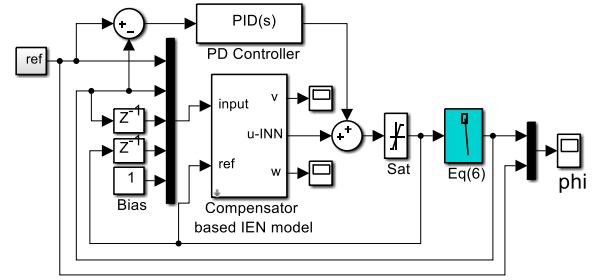 PID(s)
PD Controller
ref
input
v
u-INN
ref
w
Z⁻¹
Z⁻¹
1
Bias
Compensator
based IEN model
Sat
Eq(6)
phi